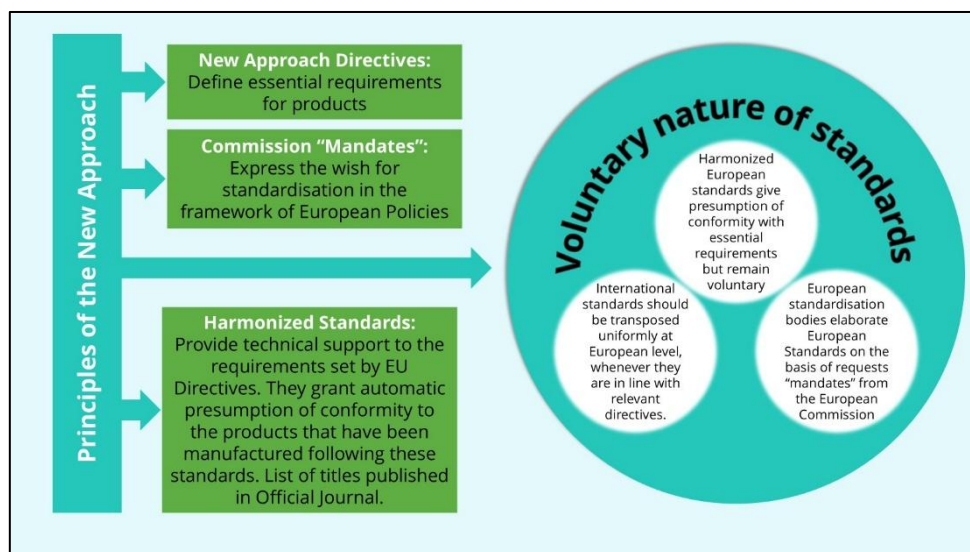 Principles of the New Approach
New Approach Directives:
Define essential requirements
for products
Commission “Mandates”:
Express the wish for
standardisation in the
framework of European Policies
Harmonized Standards:
Provide technical support to the
requirements set by EU
Directives. They grant automatic
presumption of conformity to
the products that have been
manufactured following these
standards. List of titles published
in Official Journal.
Voluntary nature of standards
Harmonized
European
standards give
presumption of
conformity with
essential
requirements
but remain
voluntary
International
standards should
be transposed
uniformly at
European level,
whenever they
are in line with
relevant
directives.
European
standardisation
bodies elaborate
European
Standards on the
basis of requests
“mandates” from
the European
Commission